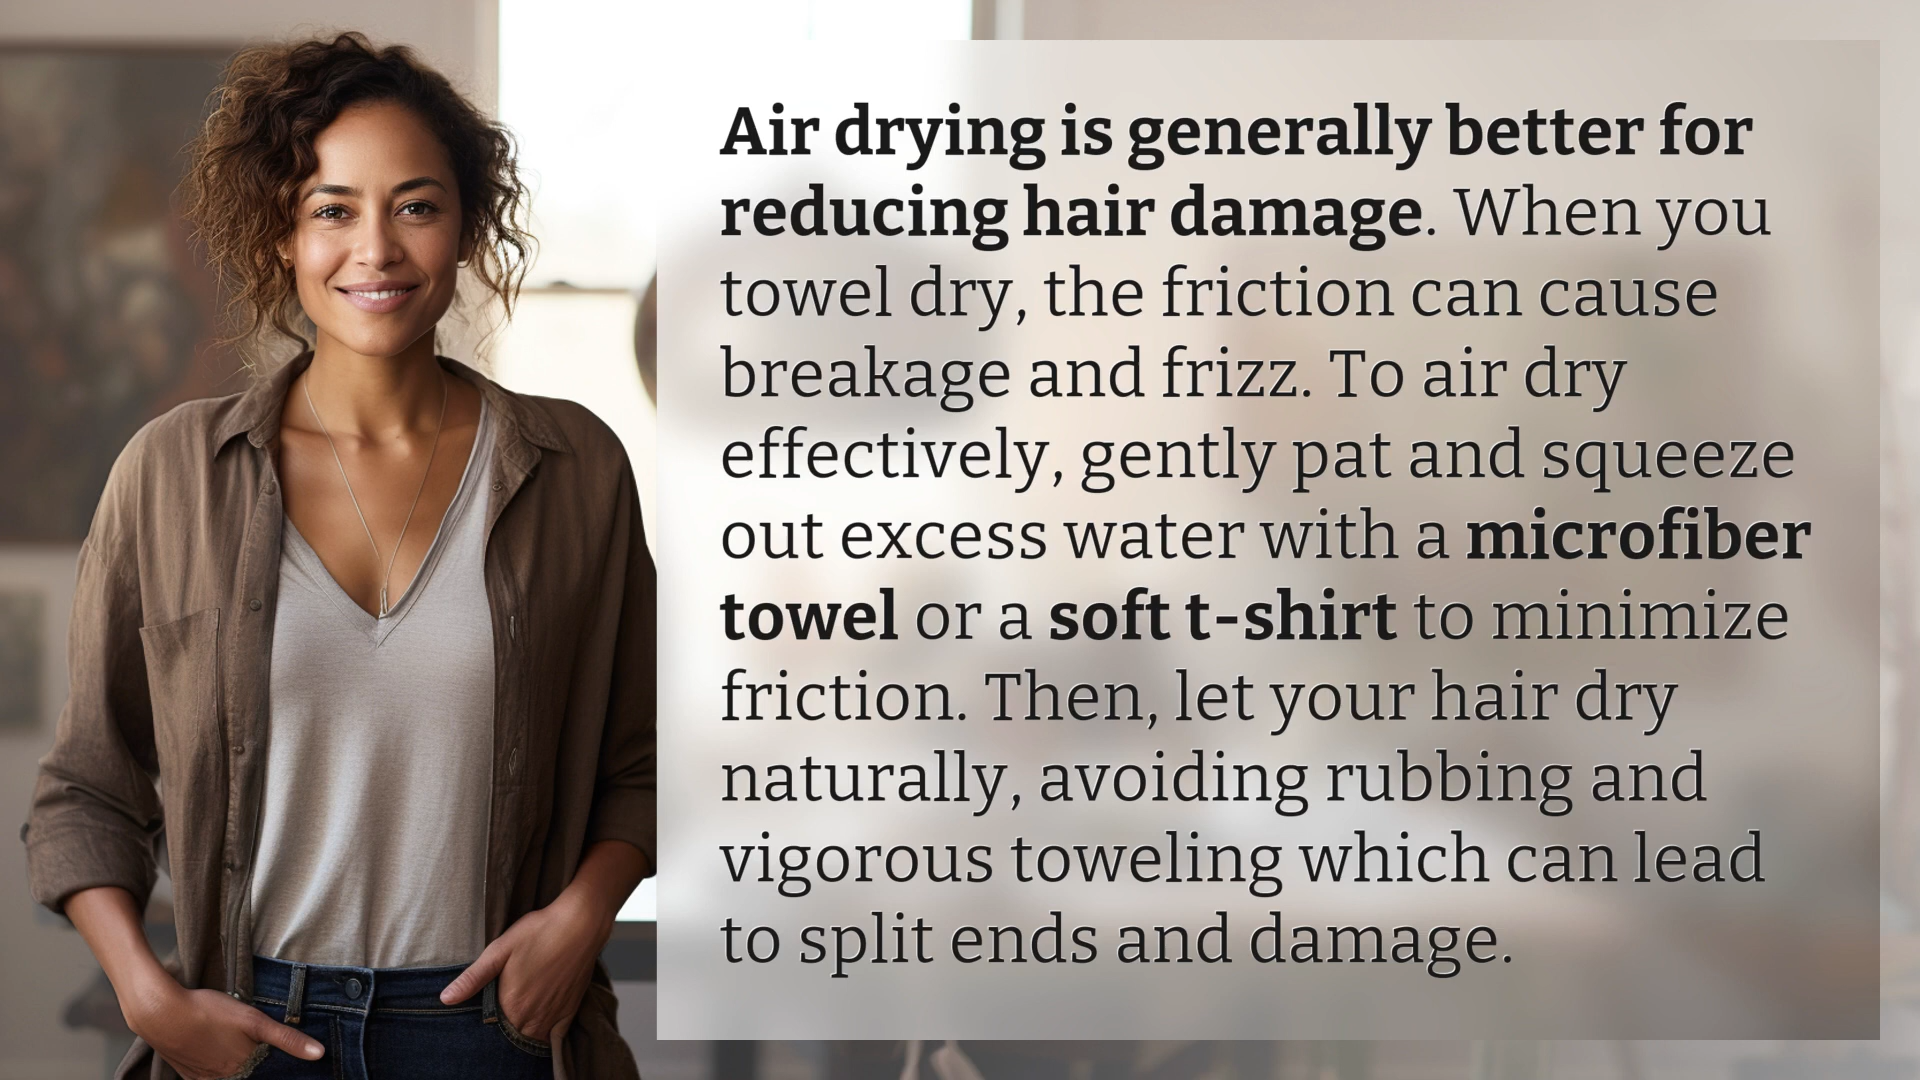 Air drying is generally better for
reducing hair damage. When you
towel dry, the friction can cause
breakage and frizz. To air dry
effectively, gently pat and squeeze
out excess water with a microfiber
towel or a soft t-shirt to minimize
friction. Then, let your hair dry
naturally, avoiding rubbing and
vigorous toweling which can lead
to split ends and damage.